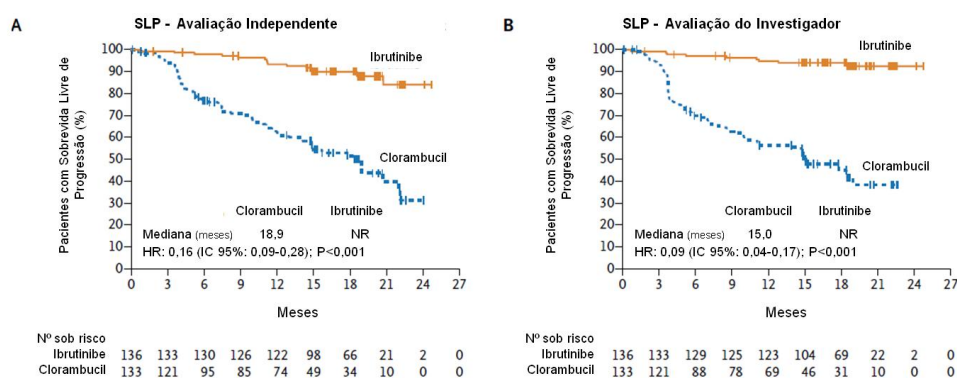 A
SLP - Avaliação Independente
Pacientes com Sobrevida Livre de
Progressão (%)
100
90
80
70
60
50
40
30
20
10
0
Ibrutinibe
Clorambucil
Clorambucil Ibrutinibe
Mediana (meses) 18,9 NR
HR: 0,16 (IC 95%: 0,09-0,28); P<0,001
0 3 6 9 12 15 18 21 24 27
Meses
Nº sob risco
Ibrutinibe 136 133 130 126 122 98 66 21 2 0
Clorambucil 133 121 95 85 74 49 34 10 0 0
B
SLP - Avaliação do Investigador
Pacientes com Sobrevida Livre de
Progressão (%)
100
90
80
70
60
50
40
30
20
10
0
Ibrutinibe
Clorambucil
Clorambucil Ibrutinibe
Mediana (meses) 15,0 NR
HR: 0,09 (IC 95%: 0,04-0,17); P<0,001
0 3 6 9 12 15 18 21 24 27
Meses
Nº sob risco
Ibrutinibe 136 133 129 125 123 104 69 22 2 0
Clorambucil 133 121 88 78 69 46 31 10 0 0